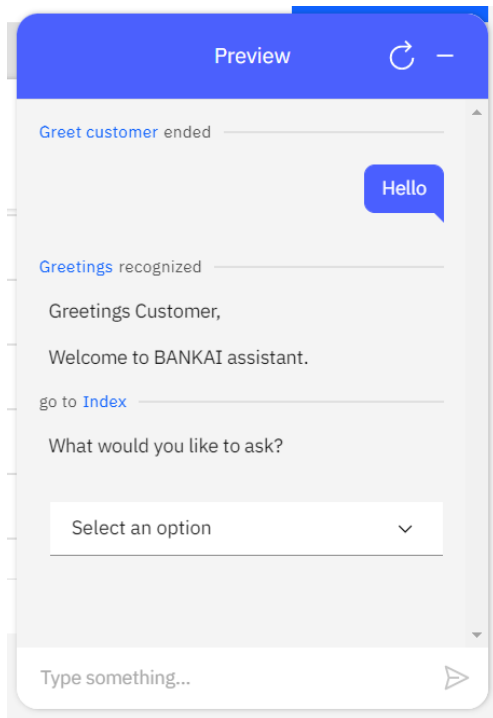 Preview
Greet customer ended
Hello
Greetings recognized
Greetings Customer,
Welcome to BANKAI assistant.
go to Index
What would you like to ask?
Select an option
Type something...